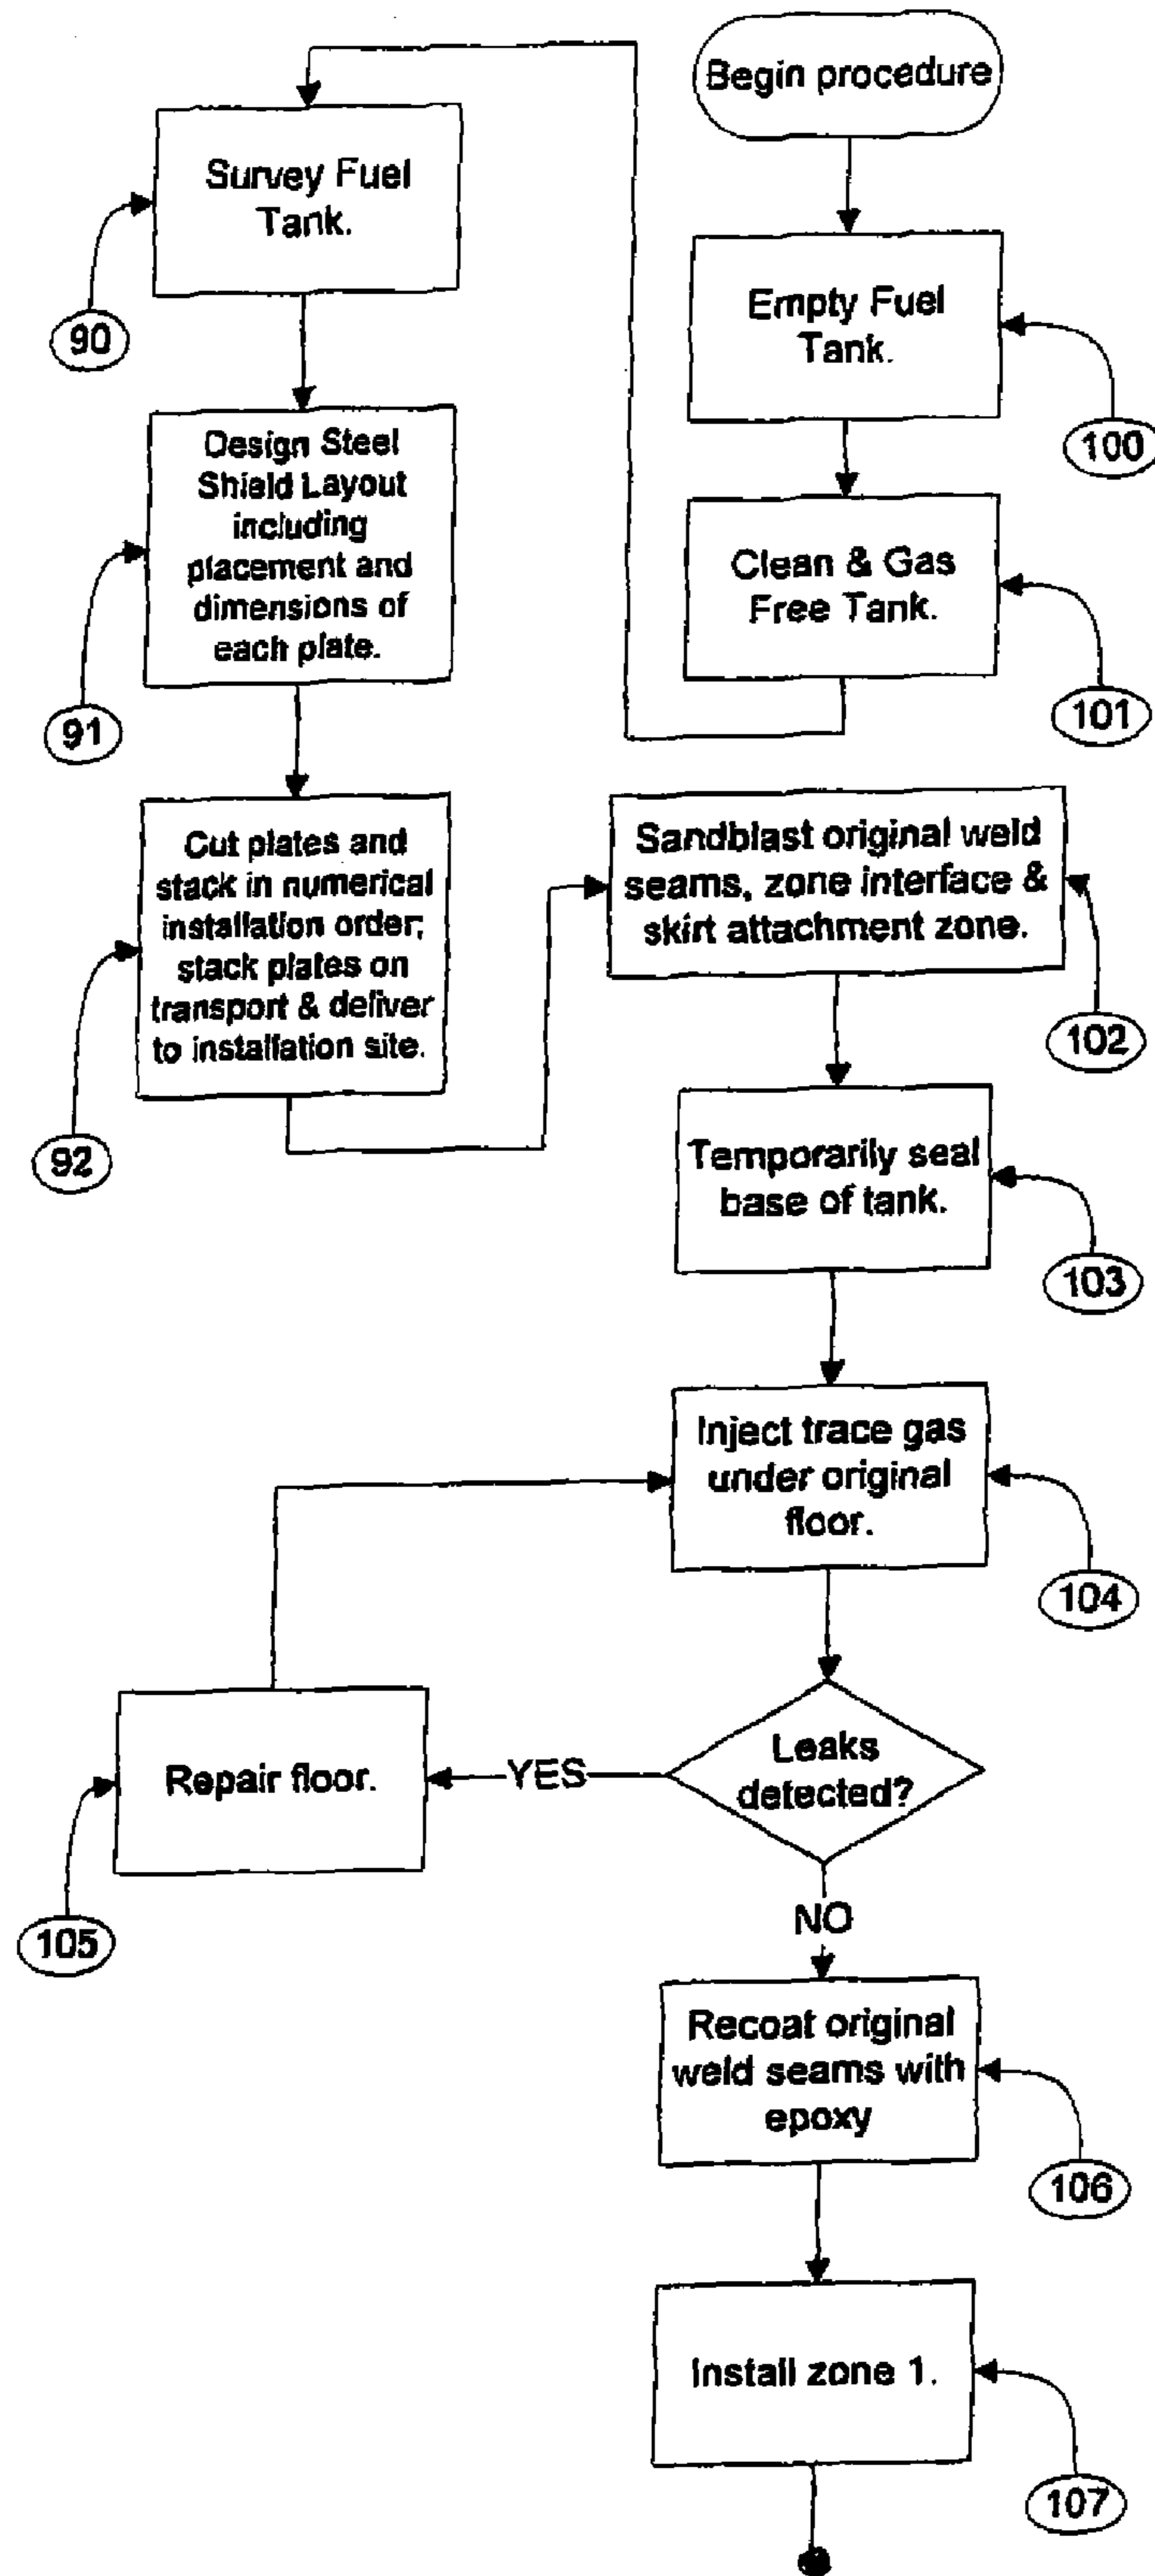 Begin procedure
Empty Fuel
Tank.
100
Clean & Gas
Free Tank.
101
Survey Fuel
Tank.
90
Design Steel
Shield Layout
including
placement and
dimensions of
each plate.
91
Cut plates and
stack in numerical
installation order;
stack plates on
transport & deliver
to installation site.
92
Sandblast original weld
seams, zone interface &
skirt attachment zone.
102
Temporarily seal
base of tank.
103
Inject trace gas
under original
floor.
104
Leaks
detected?
YES
Repair floor.
105
NO
Recoat original
weld seams with
epoxy
106
Install zone 1.
107